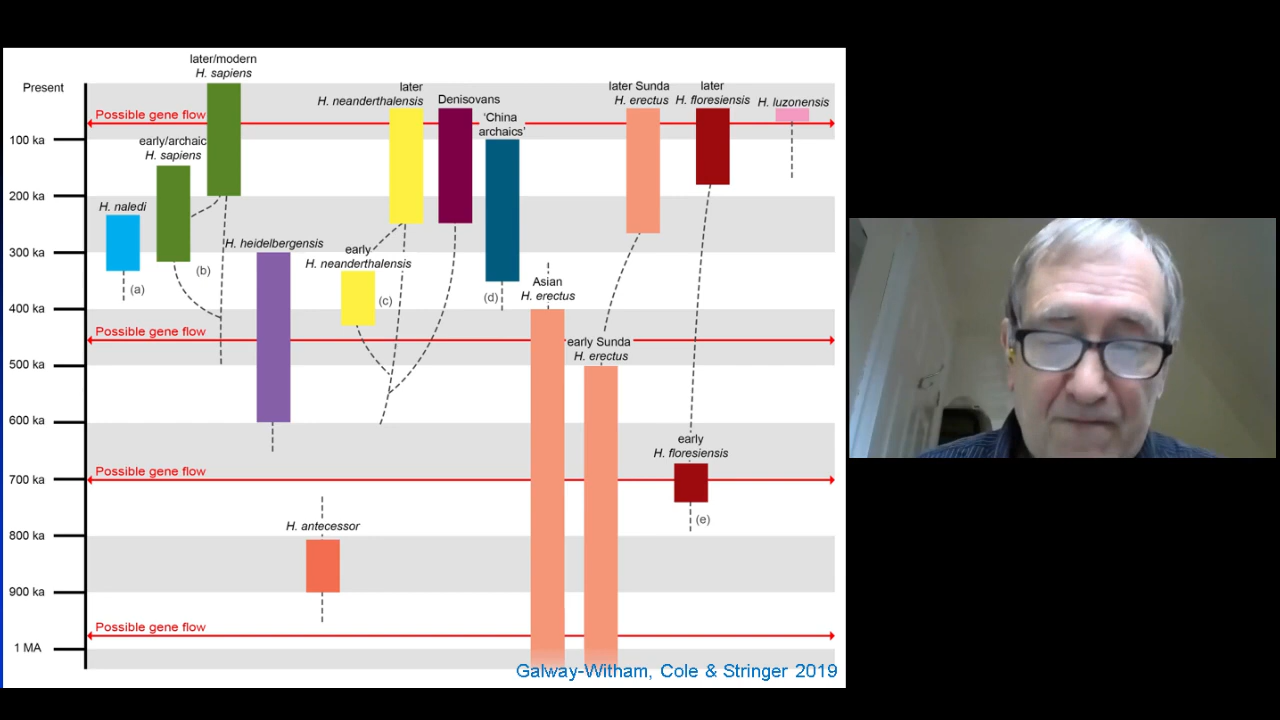 later/modern
H. sapiens
Present
later
H. neanderthalensis
Denisovans
'China
archaics'
later Sunda
H. erectus
later
H. floresiensis
H. luzonensis
Possible gene flow
100 ka
early/archaic
H. sapiens
200 ka
H. naledi
H. heidelbergensis
300 ka
early
H. neanderthalensis
(a)
(b)
(c)
(d)
Asian
H. erectus
400 ka
Possible gene flow
early Sunda
H. erectus
500 ka
600 ka
early
H. floresiensis
Possible gene flow
700 ka
(e)
H. antecessor
800 ka
900 ka
Possible gene flow
1 MA
Galway-Witham, Cole & Stringer 2019